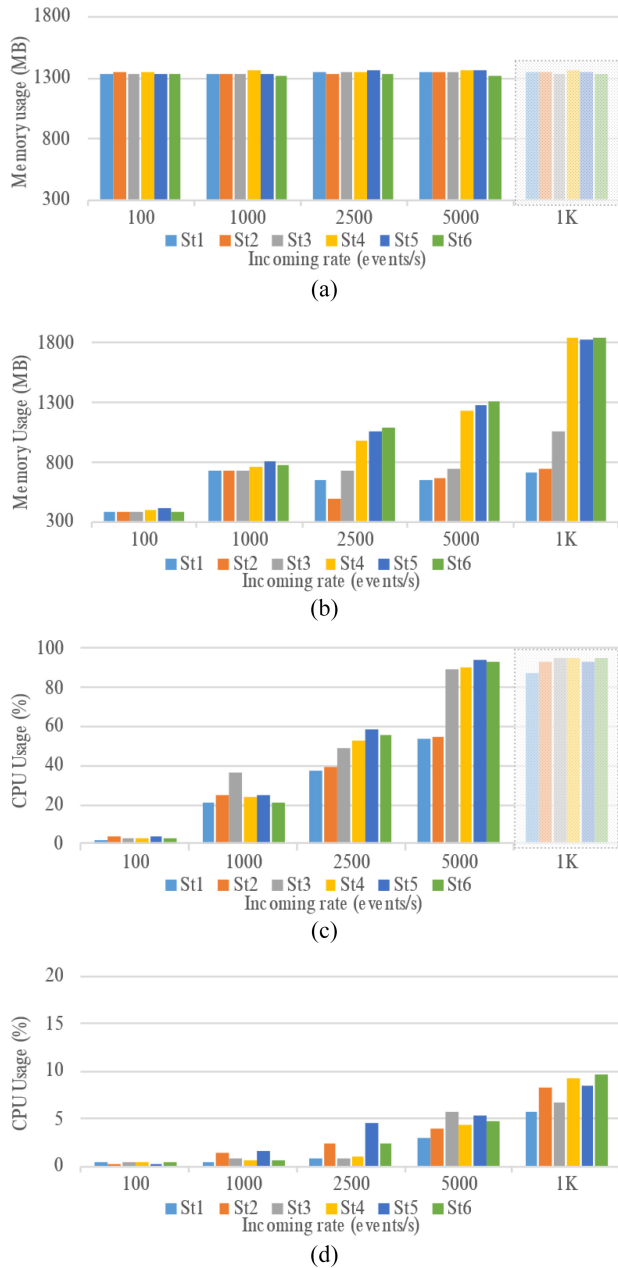 1800
1300
800
300
Memory usage (MB)
100 1000 2500 5000 1K
St1 St2 St3 St4 St5 St6
Incoming rate (events/s)
(a)
1800
1300
800
300
Memory Usage (MB)
100 1000 2500 5000 1K
St1 St2 St3 St4 St5 St6
Incoming rate (events/s)
(b)
100
80
60
40
20
0
CPU Usage (%)
100 1000 2500 5000 1K
St1 St2 St3 St4 St5 St6
Incoming rate (events/s)
(c)
20
15
10
5
0
CPU Usage (%)
100 1000 2500 5000 1K
St1 St2 St3 St4 St5 St6
Incoming rate (events/s)
(d)